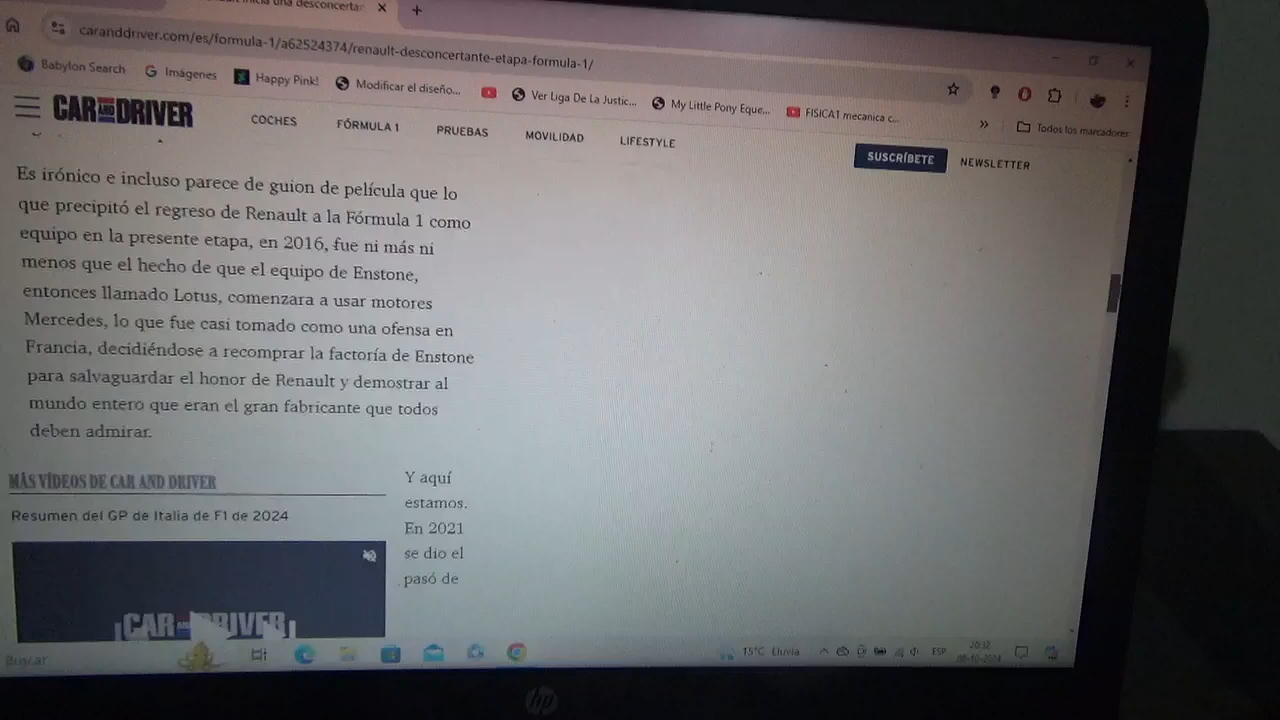 caranddriver.com/es/formula-1/a62524374/renault-desconcertante-etapa-formula-1/
Babylon Search
Imágenes
Happy Pink!
Modificar el diseño...
Ver Liga De La Justic...
My Little Pony Eque...
FISICA1 mecanica c...
Todos los marcadores
CAR AND DRIVER
COCHES
FÓRMULA 1
PRUEBAS
MOVILIDAD
LIFESTYLE
SUSCRÍBETE
NEWSLETTER
Es irónico e incluso parece de guion de película que lo
que precipitó el regreso de Renault a la Fórmula 1 como
equipo en la presente etapa, en 2016, fue ni más ni
menos que el hecho de que el equipo de Enstone,
entonces llamado Lotus, comenzara a usar motores
Mercedes, lo que fue casi tomado como una ofensa en
Francia, decidiéndose a recomprar la factoría de Enstone
para salvaguardar el honor de Renault y demostrar al
mundo entero que eran el gran fabricante que todos
deben admirar.
MÁS VÍDEOS DE CAR AND DRIVER
Resumen del GP de Italia de F1 de 2024
CAR AND DRIVER
Y aquí
estamos.
En 2021
se dio el
pasó de
Buscar
15°C Lluvia
ESP
20:32
08-10-2024
hp